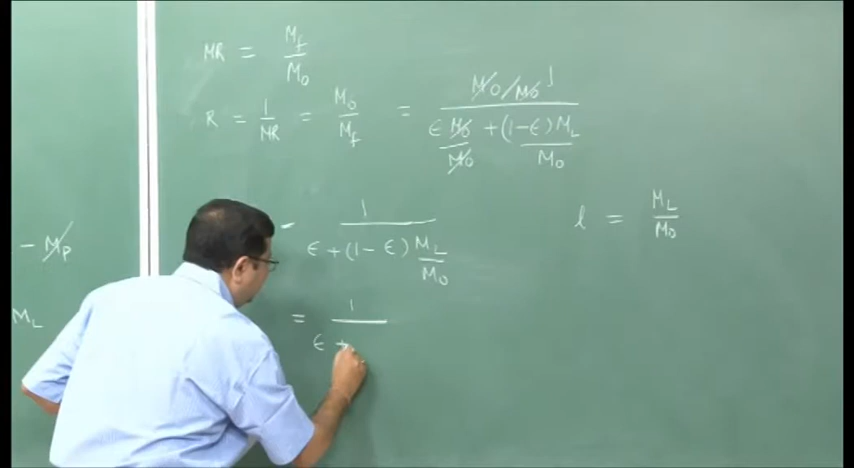 MR = M_f / M_0
R = 1 / MR = M_0 / M_f = M_0/M_0 1 / ε M_0 / M_0 + (1-ε) M_L / M_0
l = M_L / M_0
= 1 / ε + (1-ε) M_L / M_0
- M_P
M_L
= 1 / ε +